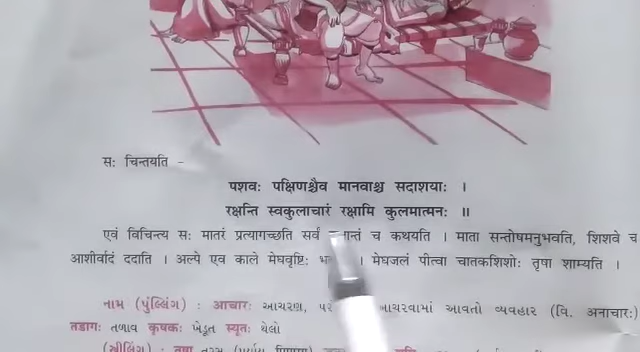 सः चिन्तयति -
पशवः पक्षिणश्चैव मानवाश्च सदाशयाः ।
रक्षन्ति स्वकुलाचारं रक्षामि कुलमात्मनः ॥
एवं विचिन्त्य सः मातरं प्रत्यागच्छति सर्वं च कथयति । माता सन्तोषमनुभवति, शिशवे च
आशीर्वादं ददाति । अल्पे एव काले मेघवृष्टिः । मेघजलं पीत्वा चातकशिशोः तृषा शाम्यति ।
નામ (પુંલ્લિંગ) : आचारः આચરણ, આચરવામાં આવતો વ્યવહાર (વિ. अनाचारः)
तडागः તળાવ कृषकः ખેડૂત स्यूतः થેલો
(સ્ત્રીલિંગ) :